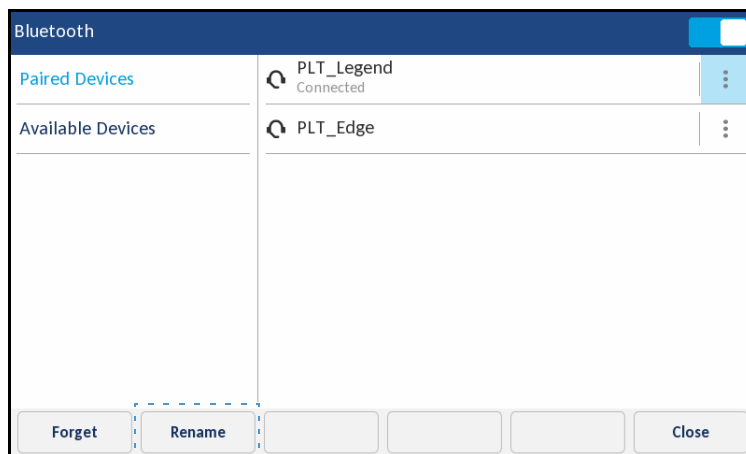 Bluetooth
Paired Devices
Available Devices
PLT_Legend
Connected
PLT_Edge
Forget
Rename
Close